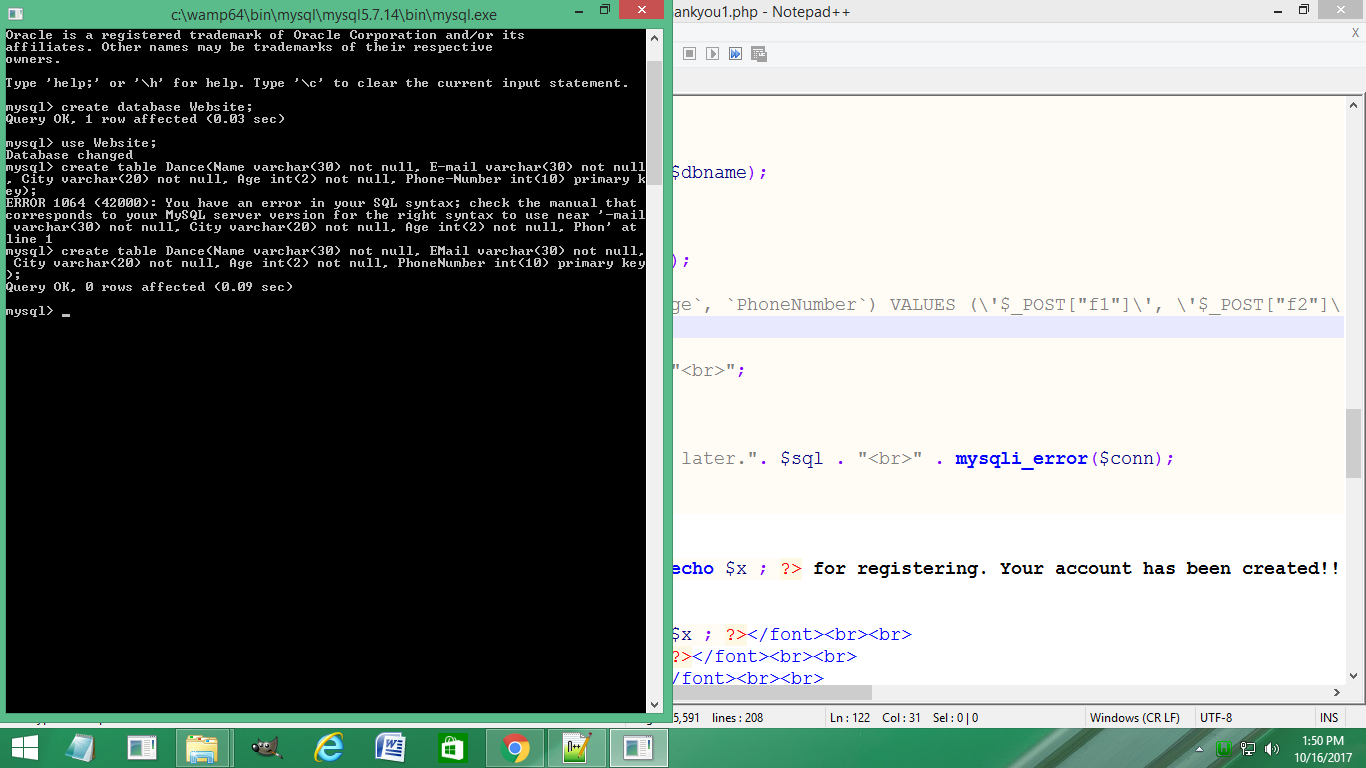 c:\wamp64\bin\mysql\mysql5.7.14\bin\mysql.exe
Oracle is a registered trademark of Oracle Corporation and/or its
affiliates. Other names may be trademarks of their respective
owners.
Type 'help;' or '\h' for help. Type '\c' to clear the current input statement.
mysql> create database Website;
Query OK, 1 row affected (0.03 sec)
mysql> use Website;
Database changed
mysql> create table Dance(Name varchar(30) not null, E-mail varchar(30) not null
, City varchar(20) not null, Age int(2) not null, Phone-Number int(10) primary k
ey);
ERROR 1064 (42000): You have an error in your SQL syntax; check the manual that
corresponds to your MySQL server version for the right syntax to use near '-mail
varchar(30) not null, City varchar(20) not null, Age int(2) not null, Phon' at
line 1
mysql> create table Dance(Name varchar(30) not null, EMail varchar(30) not null,
City varchar(20) not null, Age int(2) not null, PhoneNumber int(10) primary key
);
Query OK, 0 rows affected (0.09 sec)
mysql> _
ankyou1.php - Notepad++
X
$dbname);
);
ge`, `PhoneNumber`) VALUES (\'$_POST["f1"]\', \'$_POST["f2"]\
"<br>";
later.". $sql . "<br>" . mysqli_error($conn);
echo $x ; ?> for registering. Your account has been created!!
$x ; ?></font><br><br>
?></font><br><br>
/font><br><br>
5,591 lines : 208
Ln : 122 Col : 31 Sel : 0 | 0
Windows (CR LF)
UTF-8
INS
1:50 PM
10/16/2017